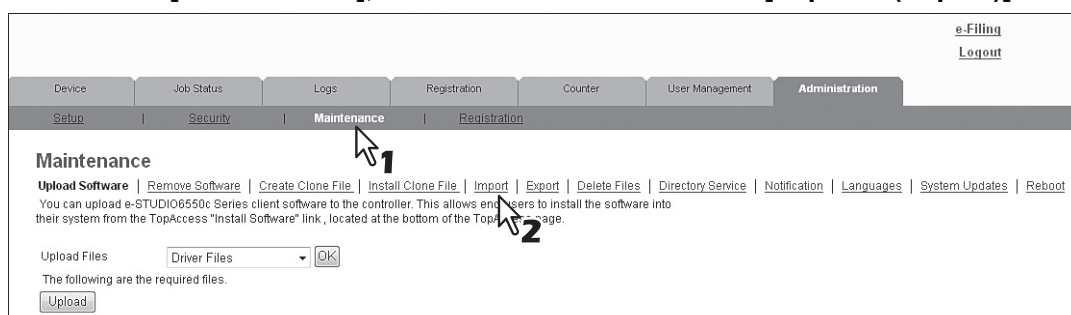 e-Filing
Logout
Device Job Status Logs Registration Counter User Management Administration
Setup | Security | Maintenance | Registration
1
Maintenance
Upload Software | Remove Software | Create Clone File | Install Clone File | Import | Export | Delete Files | Directory Service | Notification | Languages | System Updates | Reboot
You can upload e-STUDIO6550c Series client software to the controller. This allows end users to install the software into
their system from the TopAccess "Install Software" link , located at the bottom of the page.
2
Upload Files Driver Files OK
The following are the required files.
Upload